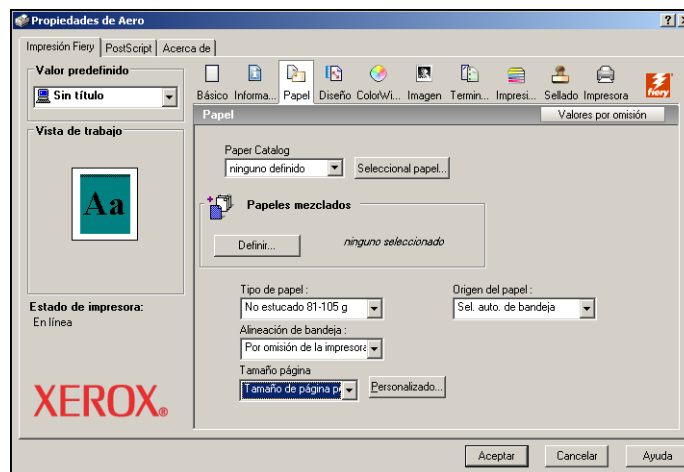 Propiedades de Aero
Impresión Fiery PostScript Acerca de
Valor predefinido
Sin título
Básico Informa... Papel Diseño ColorWi... Imagen Termin... Impresi... Sellado Impresora
fiery
Papel Valores por omisión
Vista de trabajo
Aa
Paper Catalog
ninguno definido Seleccional papel...
Papeles mezclados
Definir... ninguno seleccionado
Estado de impresora:
En línea
Tipo de papel : Origen del papel :
No estucado 81-105 g Sel. auto. de bandeja
Alineación de bandeja :
Por omisión de la impresora
Tamaño página
Tamaño de página p Personalizado...
XEROX®
Aceptar Cancelar Ayuda